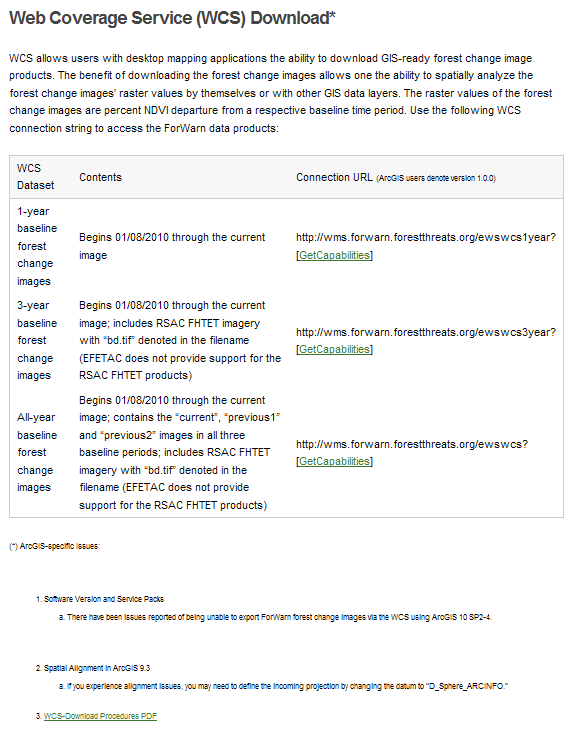 Web Coverage Service (WCS) Download*
WCS allows users with desktop mapping applications the ability to download GIS-ready forest change image
products. The benefit of downloading the forest change images allows one the ability to spatially analyze the
forest change images' raster values by themselves or with other GIS data layers. The raster values of the forest
change images are percent NDVI departure from a respective baseline time period. Use the following WCS
connection string to access the ForWarn data products:
WCS
Dataset
Contents
Connection URL (ArcGIS users denote version 1.0.0)
1-year
baseline
forest
change
images
Begins 01/08/2010 through the current
image
http://wms.forwarn.forestthreats.org/ewswcs1year?
[GetCapabilities]
3-year
baseline
forest
change
images
Begins 01/08/2010 through the current
image; includes RSAC FHTET imagery
with “bd.tif” denoted in the filename
(EFETAC does not provide support for the
RSAC FHTET products)
http://wms.forwarn.forestthreats.org/ewswcs3year?
[GetCapabilities]
All-year
baseline
forest
change
images
Begins 01/08/2010 through the current
image; contains the “current”, “previous1”
and “previous2” images in all three
baseline periods; includes RSAC FHTET
imagery with “bd.tif” denoted in the
filename (EFETAC does not provide
support for the RSAC FHTET products)
http://wms.forwarn.forestthreats.org/ewswcs?
[GetCapabilities]
(*) ArcGIS-specific issues:
1. Software Version and Service Packs
a. There have been issues reported of being unable to export ForWarn forest change images via the WCS using ArcGIS 10 SP2-4.
2. Spatial Alignment in ArcGIS 9.3
a. If you experience alignment issues, you may need to define the incoming projection by changing the datum to "D_Sphere_ARCINFO."
3. WCS-Download Procedures PDF